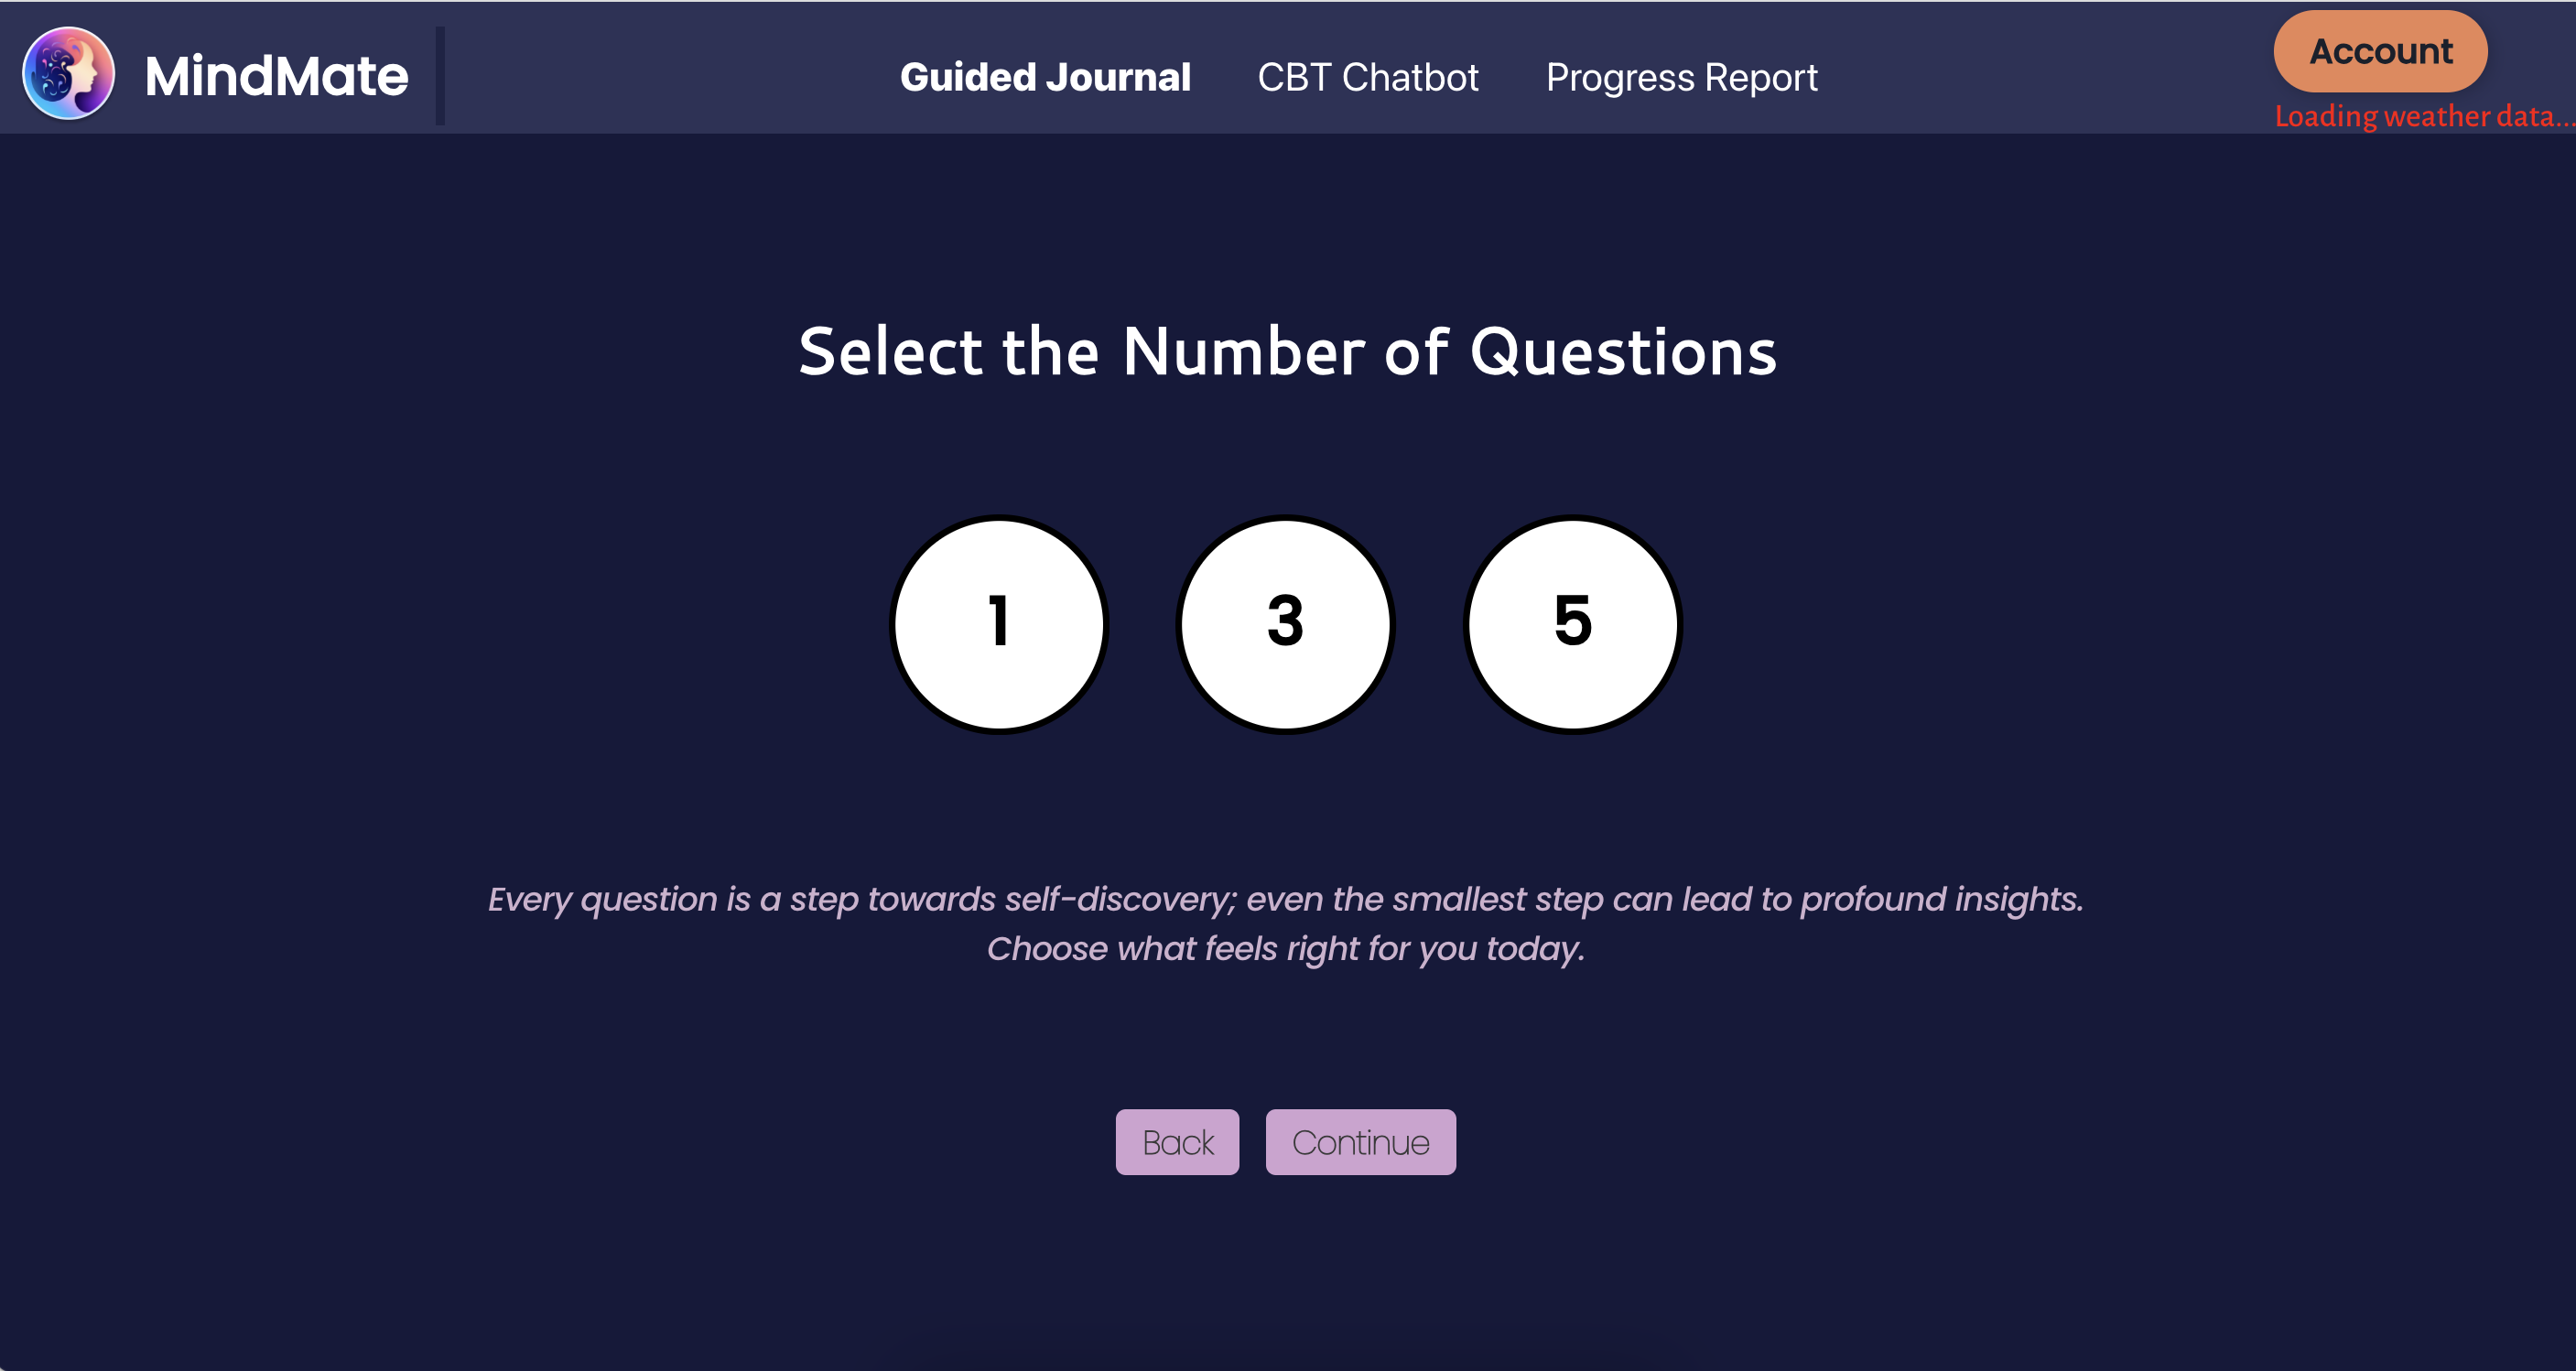 MindMate
Guided Journal
CBT Chatbot
Progress Report
Account
Loading weather data...
Select the Number of Questions
1
3
5
Every question is a step towards self-discovery; even the smallest step can lead to profound insights.
Choose what feels right for you today.
Back
Continue